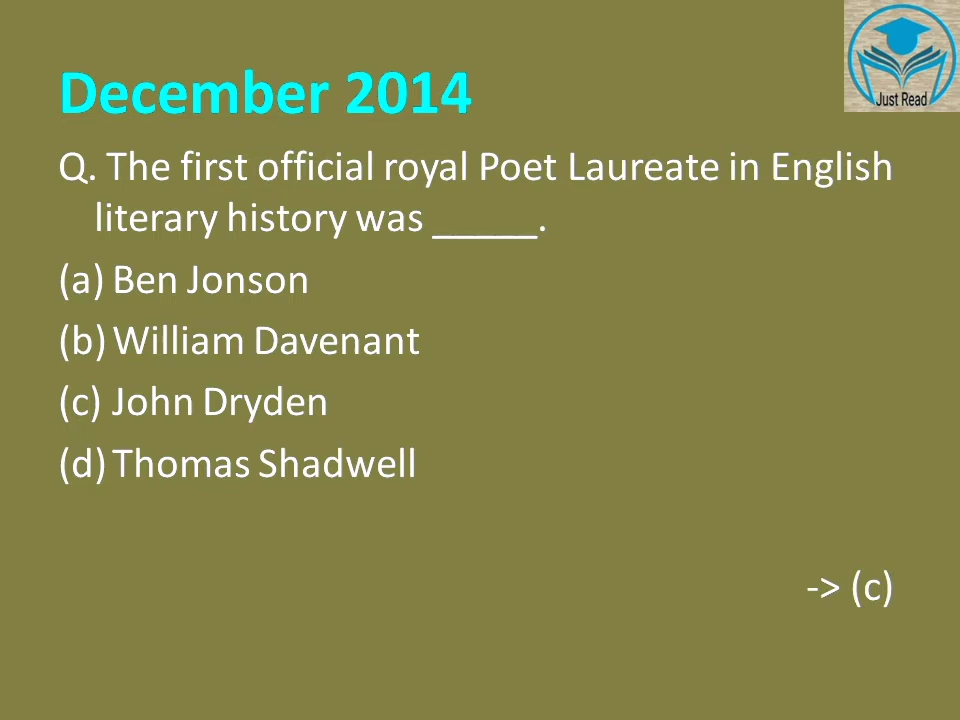 Just Read
December 2014
Q. The first official royal Poet Laureate in English
literary history was _____.
(a) Ben Jonson
(b) William Davenant
(c) John Dryden
(d) Thomas Shadwell
-> (c)